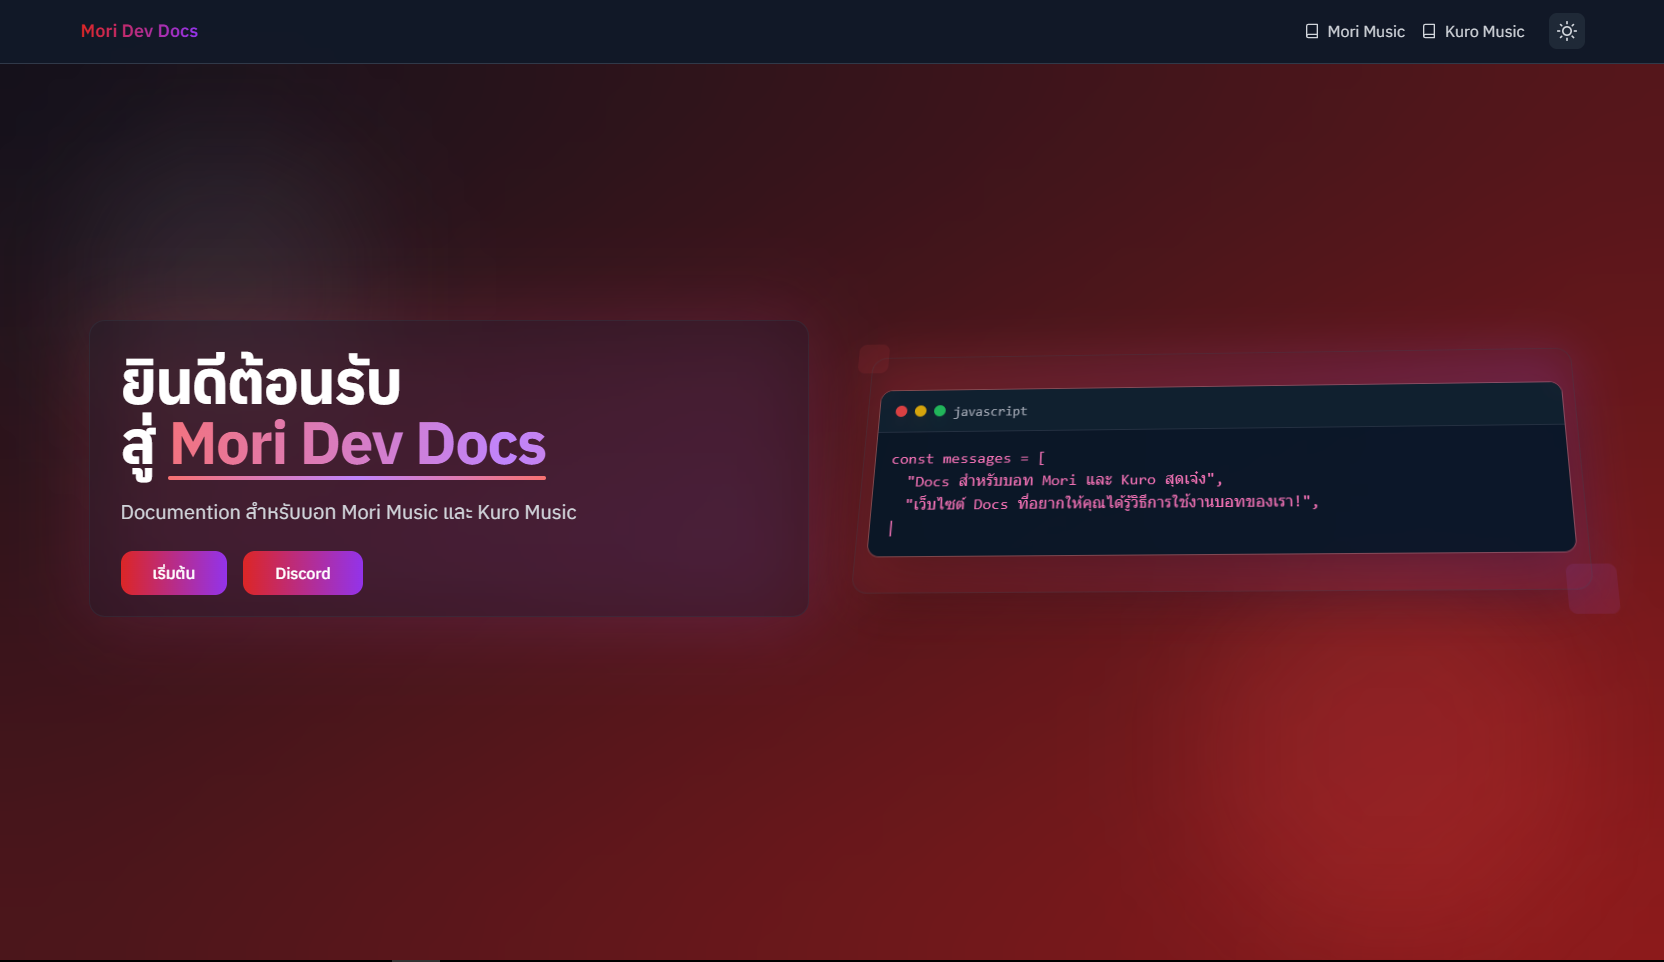 Mori Dev Docs
Mori Music
Kuro Music
ยินดีต้อนรับ
สู่ Mori Dev Docs
Documention สำหรับบอท Mori Music และ Kuro Music
เริ่มต้น
Discord
javascript
const messages = [
"Docs สำหรับบอท Mori และ Kuro สุดเจ๋ง",
"เว็บไซต์ Docs ที่อยากให้คุณได้รู้วิธีการใช้งานบอทของเรา!",